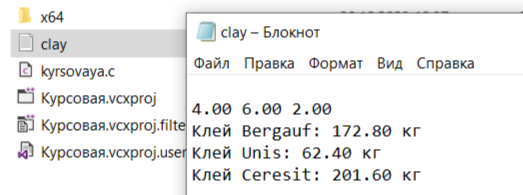 x64
clay
kyrsovaya.c
Курсовая.vcxproj
Курсовая.vcxproj.filte
Курсовая.vcxproj.user
clay – Блокнот
Файл Правка Формат Вид Справка
4.00 6.00 2.00
Клей Bergauf: 172.80 кг
Клей Unis: 62.40 кг
Клей Ceresit: 201.60 кг